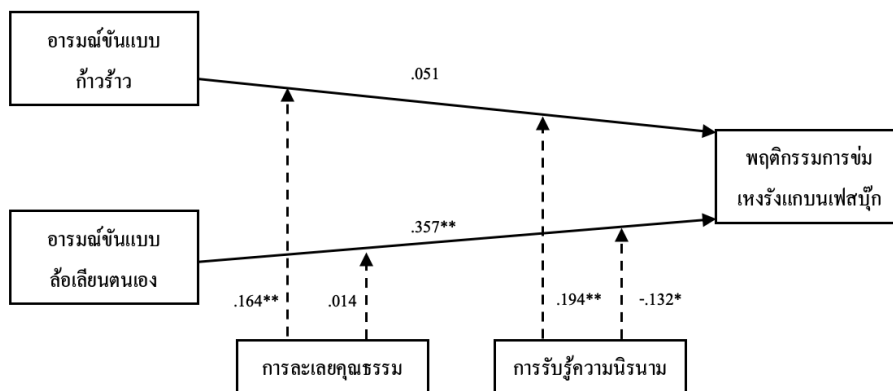 อารมณ์ขันแบบ
ก้าวร้าว
.051
พฤติกรรมการข่ม
เหงรังแกบนเฟสบุ๊ก
อารมณ์ขันแบบ
ล้อเลียนตนเอง
.357**
.164**
.014
.194**
-.132*
การละเลยคุณธรรม
การรับรู้ความนิรนาม